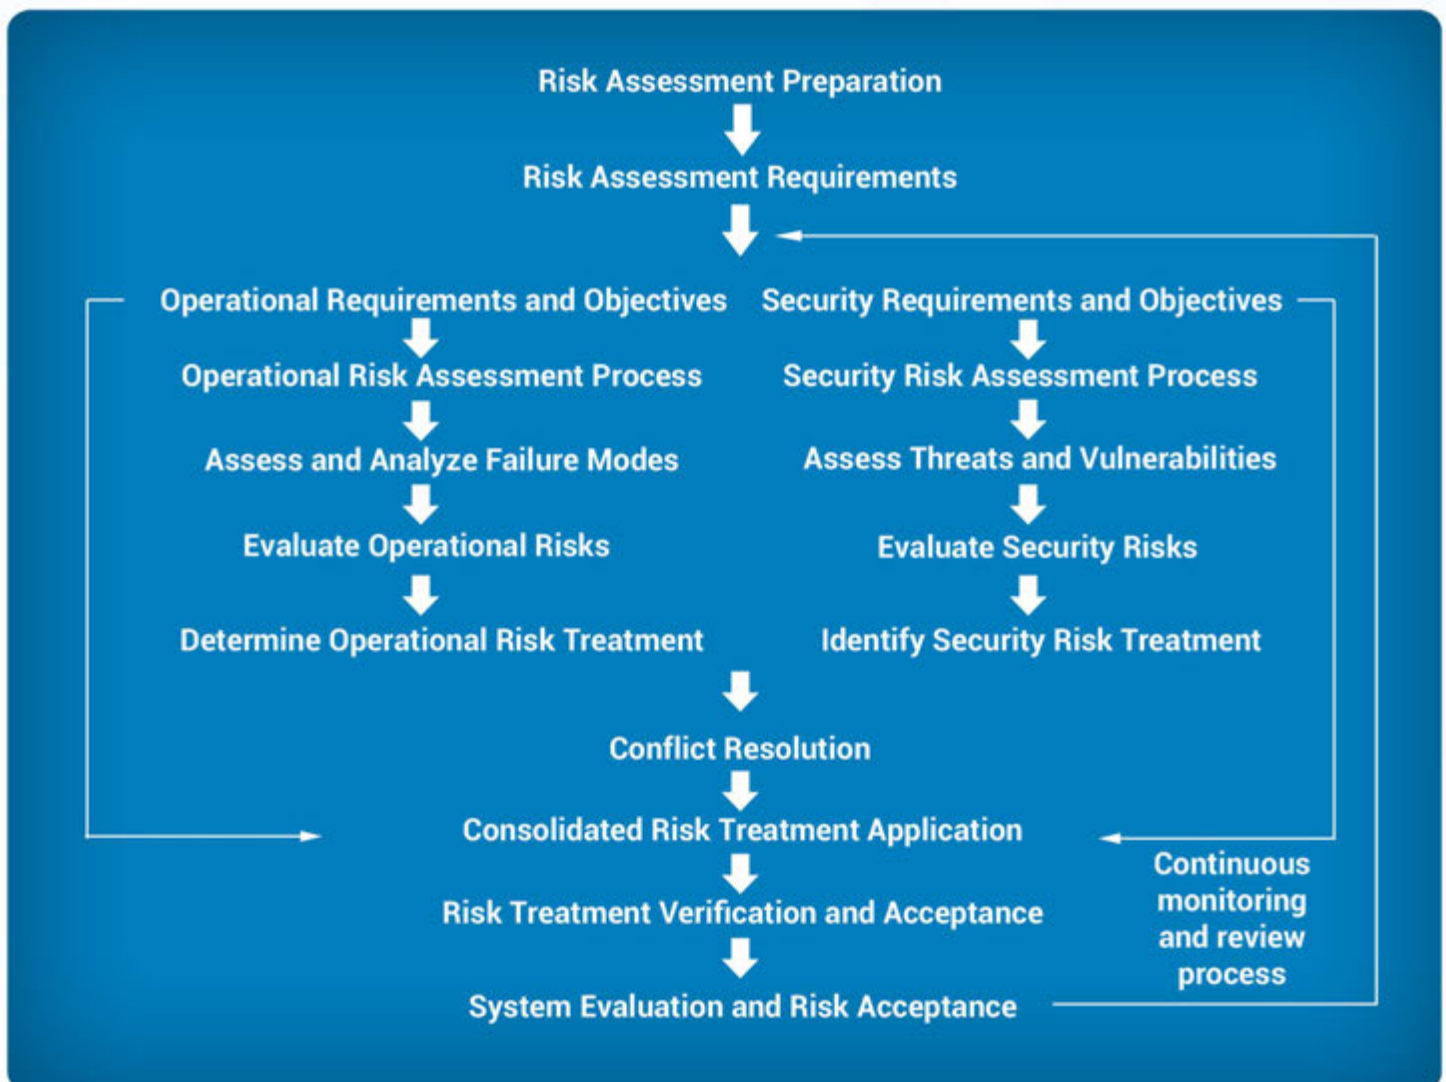 Risk Assessment Preparation
Risk Assessment Requirements
Operational Requirements and Objectives
Security Requirements and Objectives
Operational Risk Assessment Process
Security Risk Assessment Process
Assess and Analyze Failure Modes
Assess Threats and Vulnerabilities
Evaluate Operational Risks
Evaluate Security Risks
Determine Operational Risk Treatment
Identify Security Risk Treatment
Conflict Resolution
Consolidated Risk Treatment Application
Risk Treatment Verification and Acceptance
System Evaluation and Risk Acceptance
Continuous
monitoring
and review
process